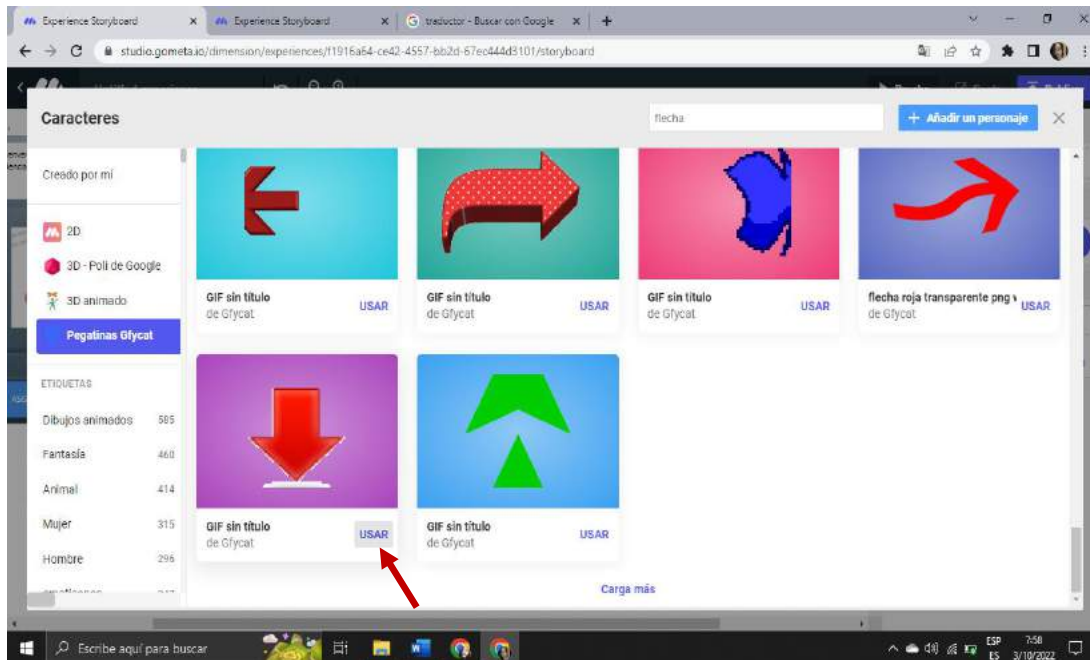 Experience Storyboard
Experience Storyboard
traductor - Buscar con Google
studio.gometa.io/dimension/experiences/f1916a64-ce42-4557-bb2d-67ec444d3101/storyboard
Caracteres
flecha
+ Añadir un personaje
Creado por mí
2D
3D - Poli de Google
3D animado
Pegatinas Gfycat
ETIQUETAS
Dibujos animados 585
Fantasía 460
Animal 414
Mujer 315
Hombre 296
GIF sin título
de Gfycat
USAR
GIF sin título
de Gfycat
USAR
GIF sin título
de Gfycat
USAR
flecha roja transparente png
de Gfycat
USAR
GIF sin título
de Gfycat
USAR
GIF sin título
de Gfycat
USAR
Carga más
Escribe aquí para buscar
ESP
ES
7:58
3/10/2022